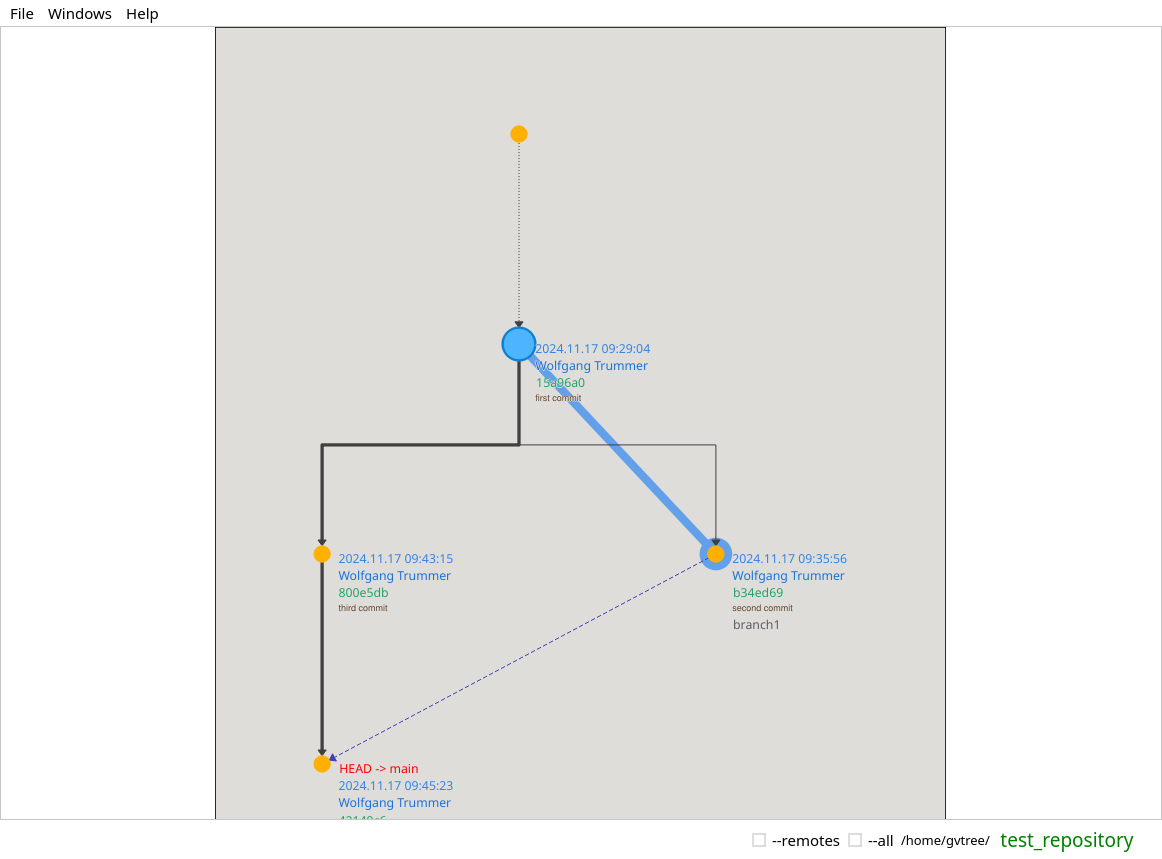 File Windows Help
2024.11.17 09:29:04
Wolfgang Trummer
15a96a0
first commit
2024.11.17 09:43:15
Wolfgang Trummer
800e5db
third commit
2024.11.17 09:35:56
Wolfgang Trummer
b34ed69
second commit
branch1
HEAD -> main
2024.11.17 09:45:23
Wolfgang Trummer
--remotes --all /home/gvtree/ test_repository